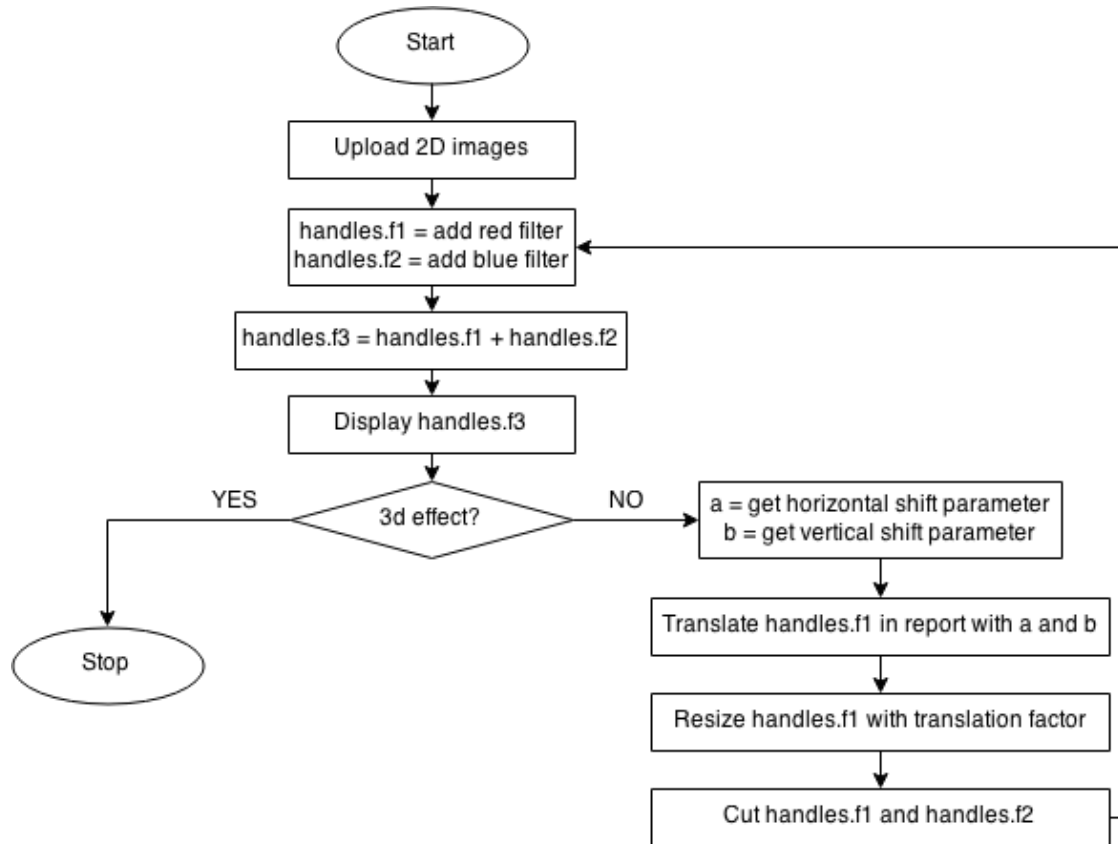 Start
Upload 2D images
handles.f1 = add red filter
handles.f2 = add blue filter
handles.f3 = handles.f1 + handles.f2
Display handles.f3
YES
3d effect?
NO
a = get horizontal shift parameter
b = get vertical shift parameter
Translate handles.f1 in report with a and b
Stop
Resize handles.f1 with translation factor
Cut handles.f1 and handles.f2